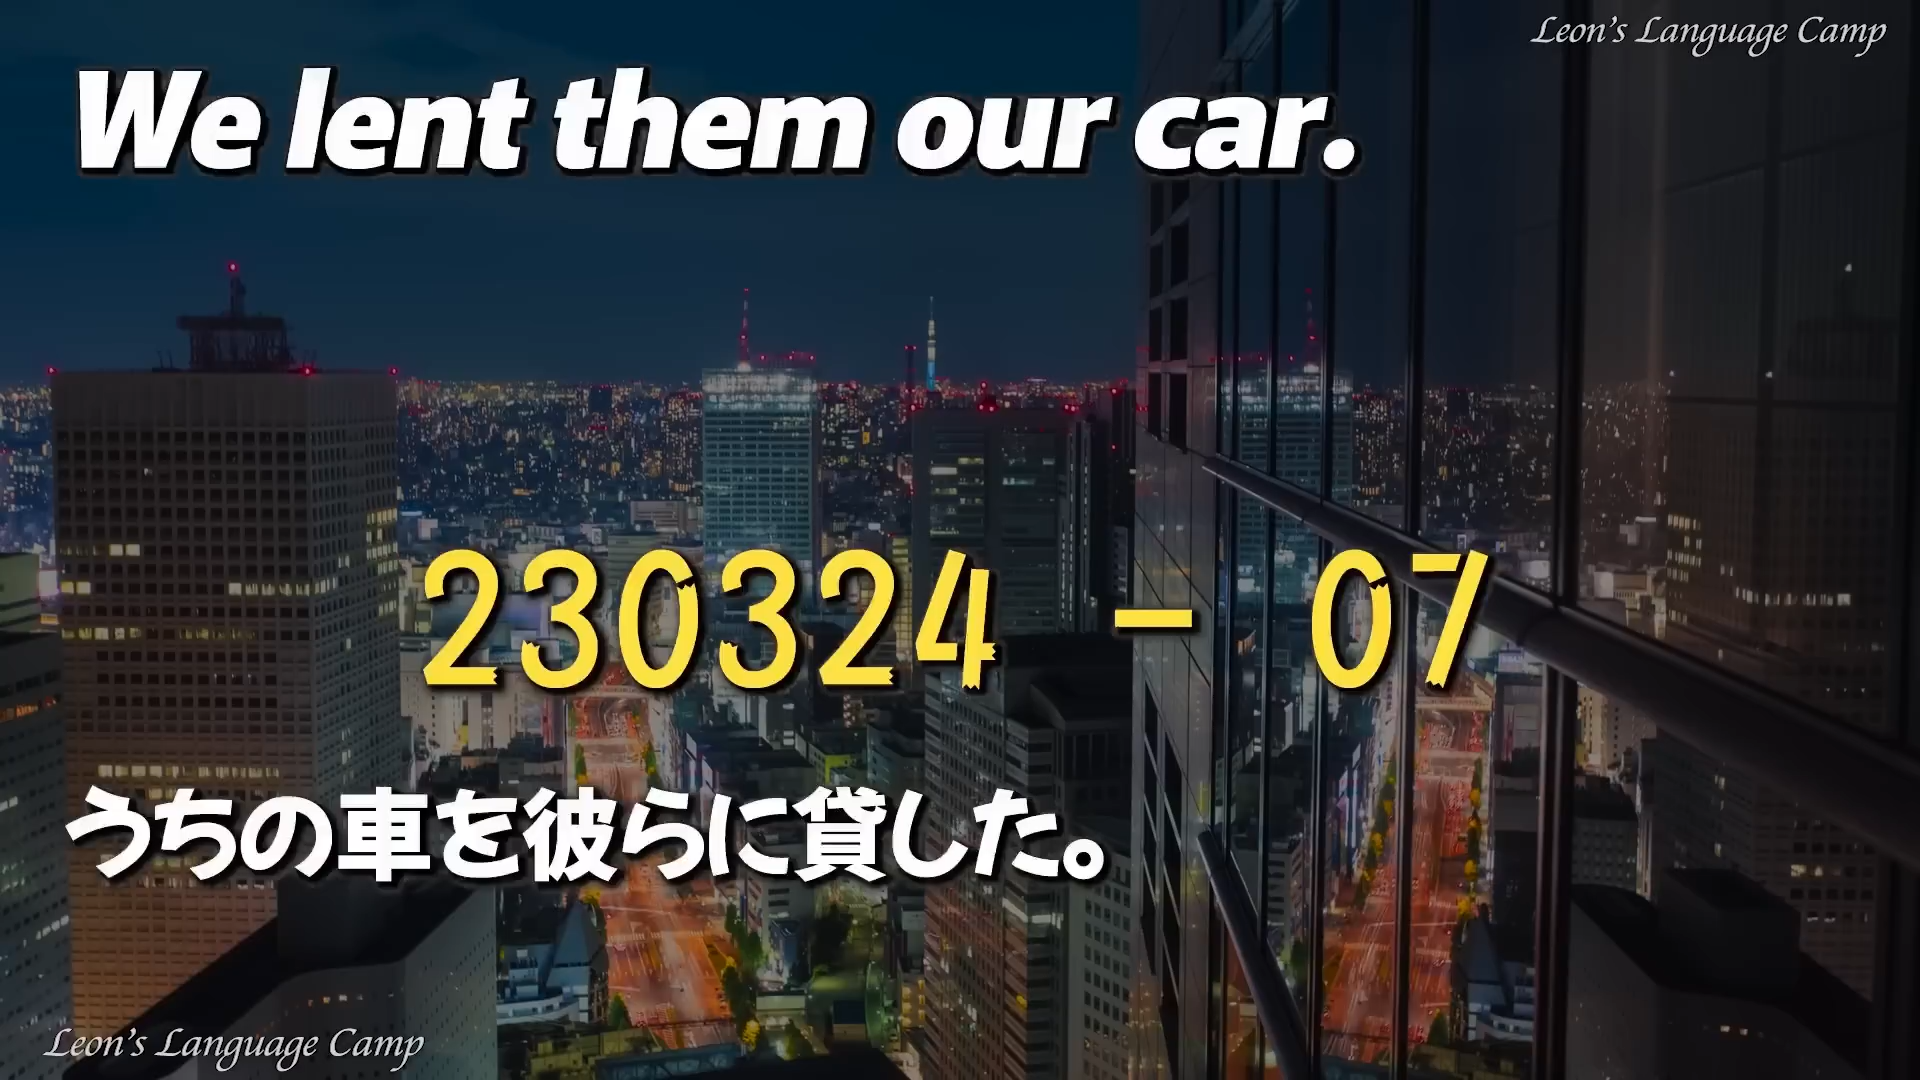 Leon's Language Camp
We lent them our car.
230324 - 07
うちの車を彼らに貸した。
Leon's Language Camp